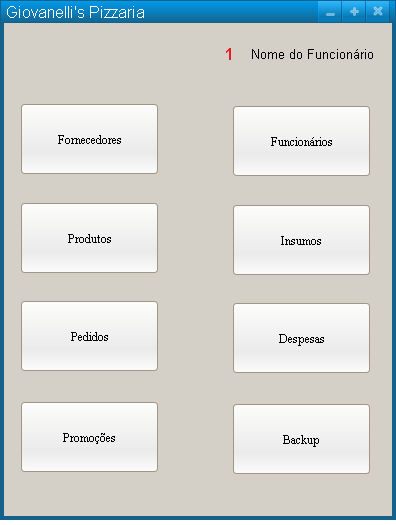 Giovanelli's Pizzaria
1 Nome do Funcionário
Fornecedores
Funcionários
Produtos
Insumos
Pedidos
Despesas
Promoções
Backup